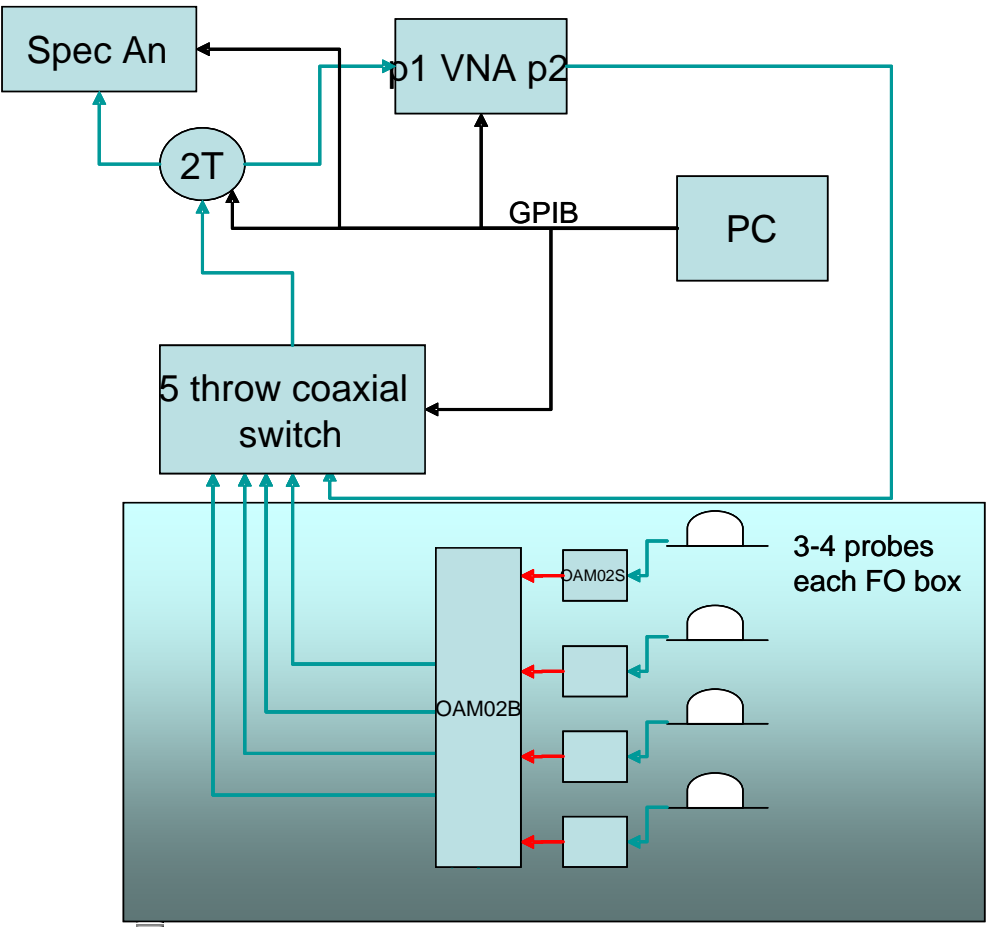 Spec An
p1 VNA p2
2T
GPIB
PC
5 throw coaxial
switch
3-4 probes
each FO box
OAM02S
OAM02B